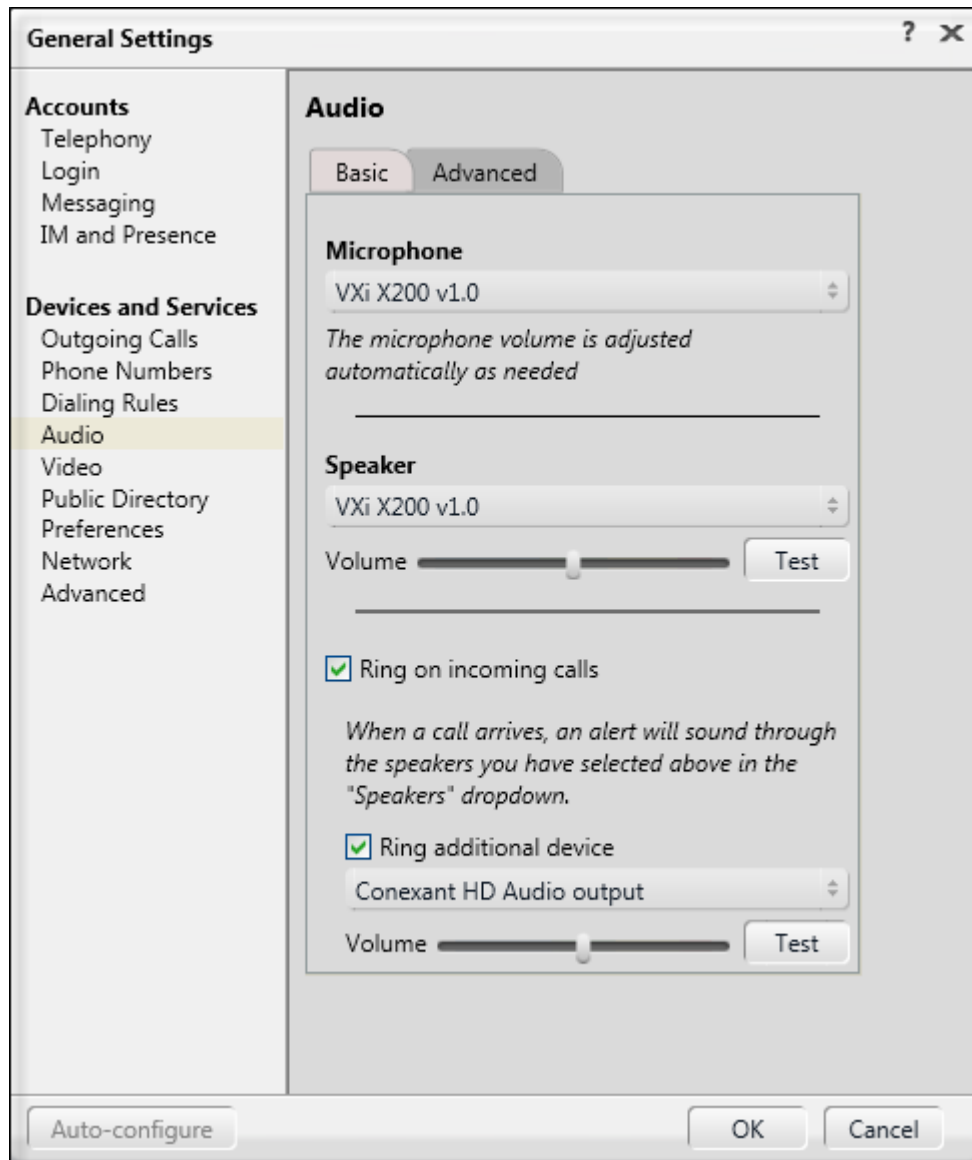 General Settings
?
Accounts
Telephony
Login
Messaging
IM and Presence
Devices and Services
Outgoing Calls
Phone Numbers
Dialing Rules
Audio
Video
Public Directory
Preferences
Network
Advanced
Audio
Basic
Advanced
Microphone
VXi X200 v1.0
The microphone volume is adjusted
automatically as needed
Speaker
VXi X200 v1.0
Volume
Test
Ring on incoming calls
When a call arrives, an alert will sound through
the speakers you have selected above in the
"Speakers" dropdown.
Ring additional device
Conexant HD Audio output
Volume
Test
Auto-configure
OK
Cancel